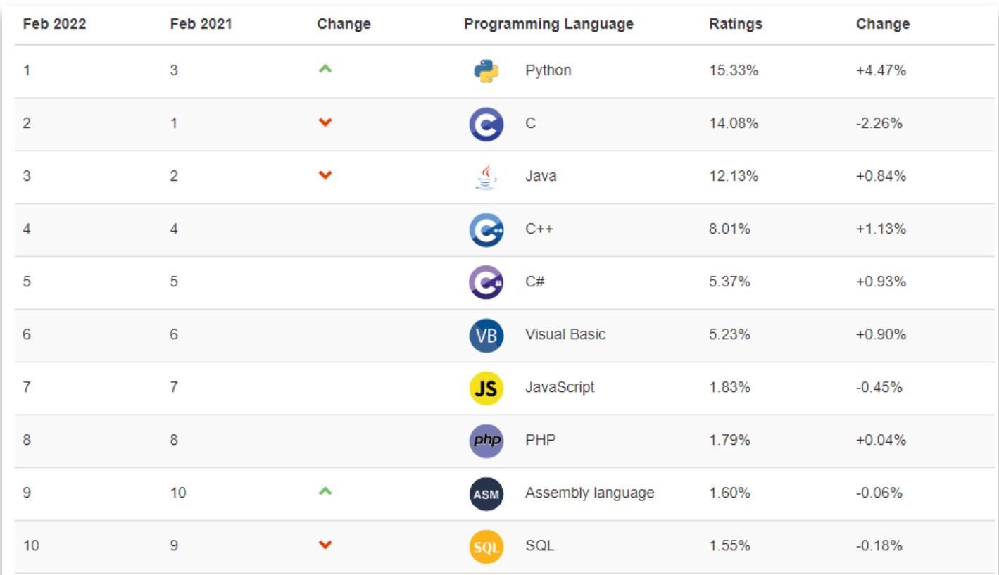 Feb 2022 Feb 2021 Change Programming Language Ratings Change
1 3 Python 15.33% +4.47%
2 1 C C 14.08% -2.26%
3 2 Java 12.13% +0.84%
4 4 C++ C++ 8.01% +1.13%
5 5 C# C# 5.37% +0.93%
6 6 VB Visual Basic 5.23% +0.90%
7 7 JS JavaScript 1.83% -0.45%
8 8 php PHP 1.79% +0.04%
9 10 ASM Assembly language 1.60% -0.06%
10 9 SQL SQL 1.55% -0.18%